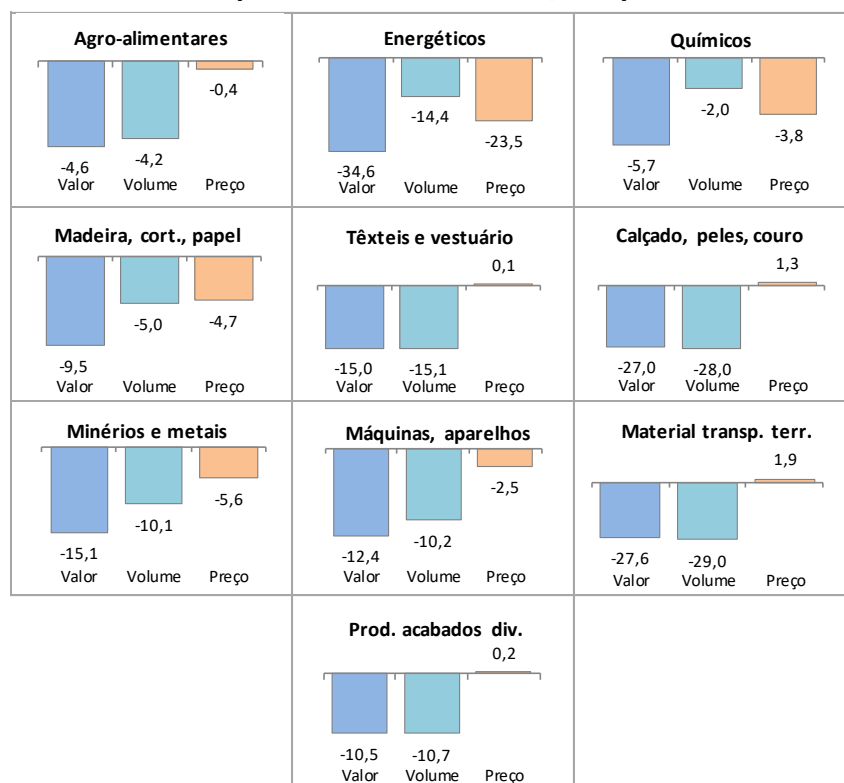 Agro-alimentares
-0,4
-4,6
-4,2
Valor Volume Preço
Energéticos
-14,4
-23,5
-34,6
Valor Volume Preço
Químicos
-2,0
-3,8
-5,7
Valor Volume Preço
Madeira, cort., papel
-5,0
-4,7
-9,5
Valor Volume Preço
Têxteis e vestuário
0,1
-15,0
-15,1
Valor Volume Preço
Calçado, peles, couro
1,3
-27,0
-28,0
Valor Volume Preço
Minérios e metais
-5,6
-10,1
-15,1
Valor Volume Preço
Máquinas, aparelhos
-2,5
-10,2
-12,4
Valor Volume Preço
Material transp. terr.
1,9
-27,6
-29,0
Valor Volume Preço
Prod. acabados div.
0,2
-10,5
-10,7
Valor Volume Preço